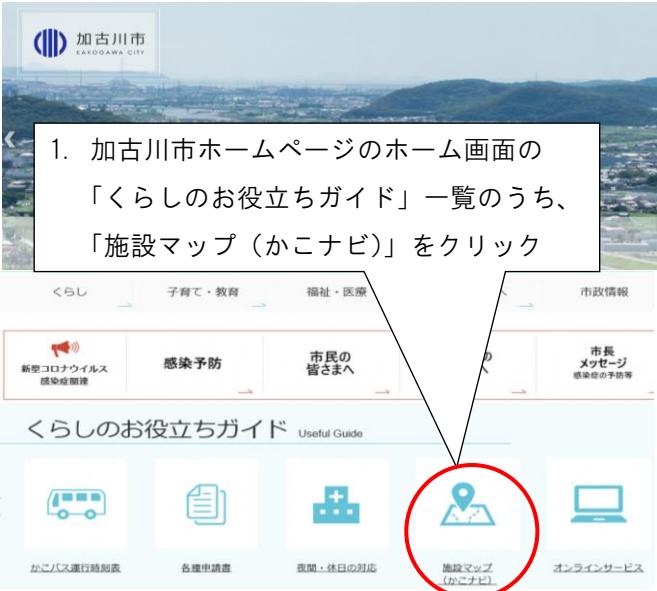 加古川市
KAKOGAWA CITY
1. 加古川市ホームページのホーム画面の
「くらしのお役立ちガイド」一覧のうち、
「施設マップ（かこナビ）」をクリック
くらし
子育て・教育
福祉・医療
市政情報
新型コロナウイルス
感染症関連
感染予防
市民の
皆さまへ
市長
メッセージ
感染症の予防等
くらしのお役立ちガイド Useful Guide
かこバス運行時刻表
各種申請書
夜間・休日の対応
施設マップ
（かこナビ）
オンラインサービス